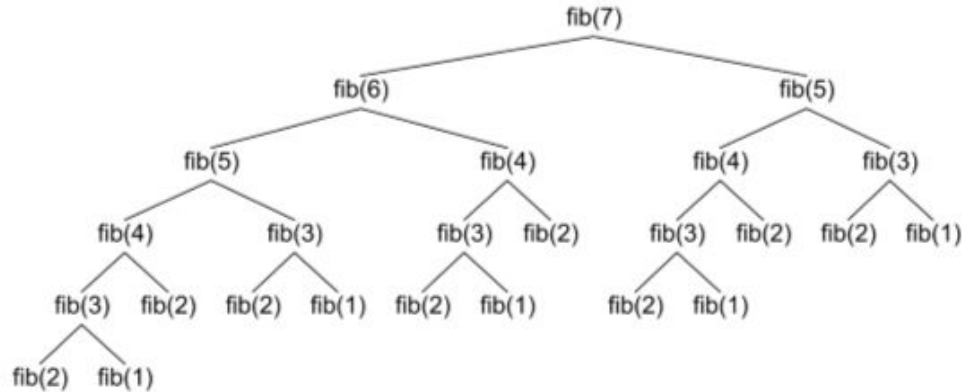 fib(7)
fib(6) fib(5)
fib(5) fib(4) fib(4) fib(3)
fib(4) fib(3) fib(3) fib(2) fib(3) fib(2) fib(2) fib(1)
fib(3) fib(2) fib(2) fib(1) fib(2) fib(1) fib(2) fib(1)
fib(2) fib(1)